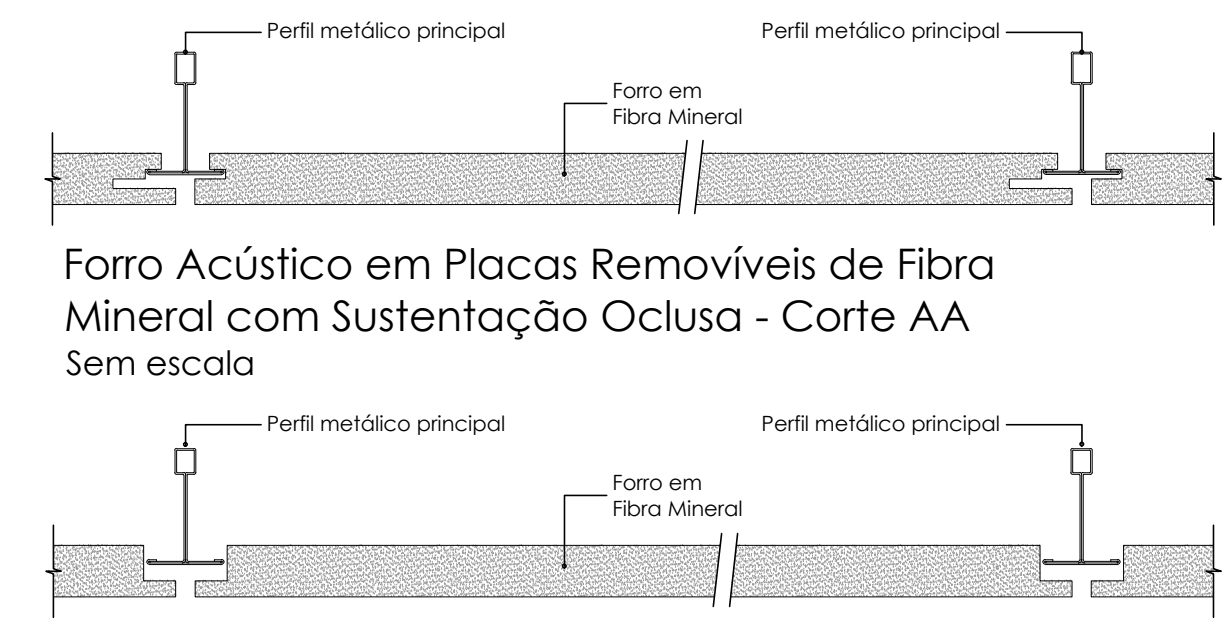 Perfil metálico principal
Perfil metálico principal
Forro em
Fibra Mineral
Forro Acústico em Placas Removíveis de Fibra
Mineral com Sustentação Oclusa - Corte AA
Sem escala
Perfil metálico principal
Perfil metálico principal
Forro em
Fibra Mineral